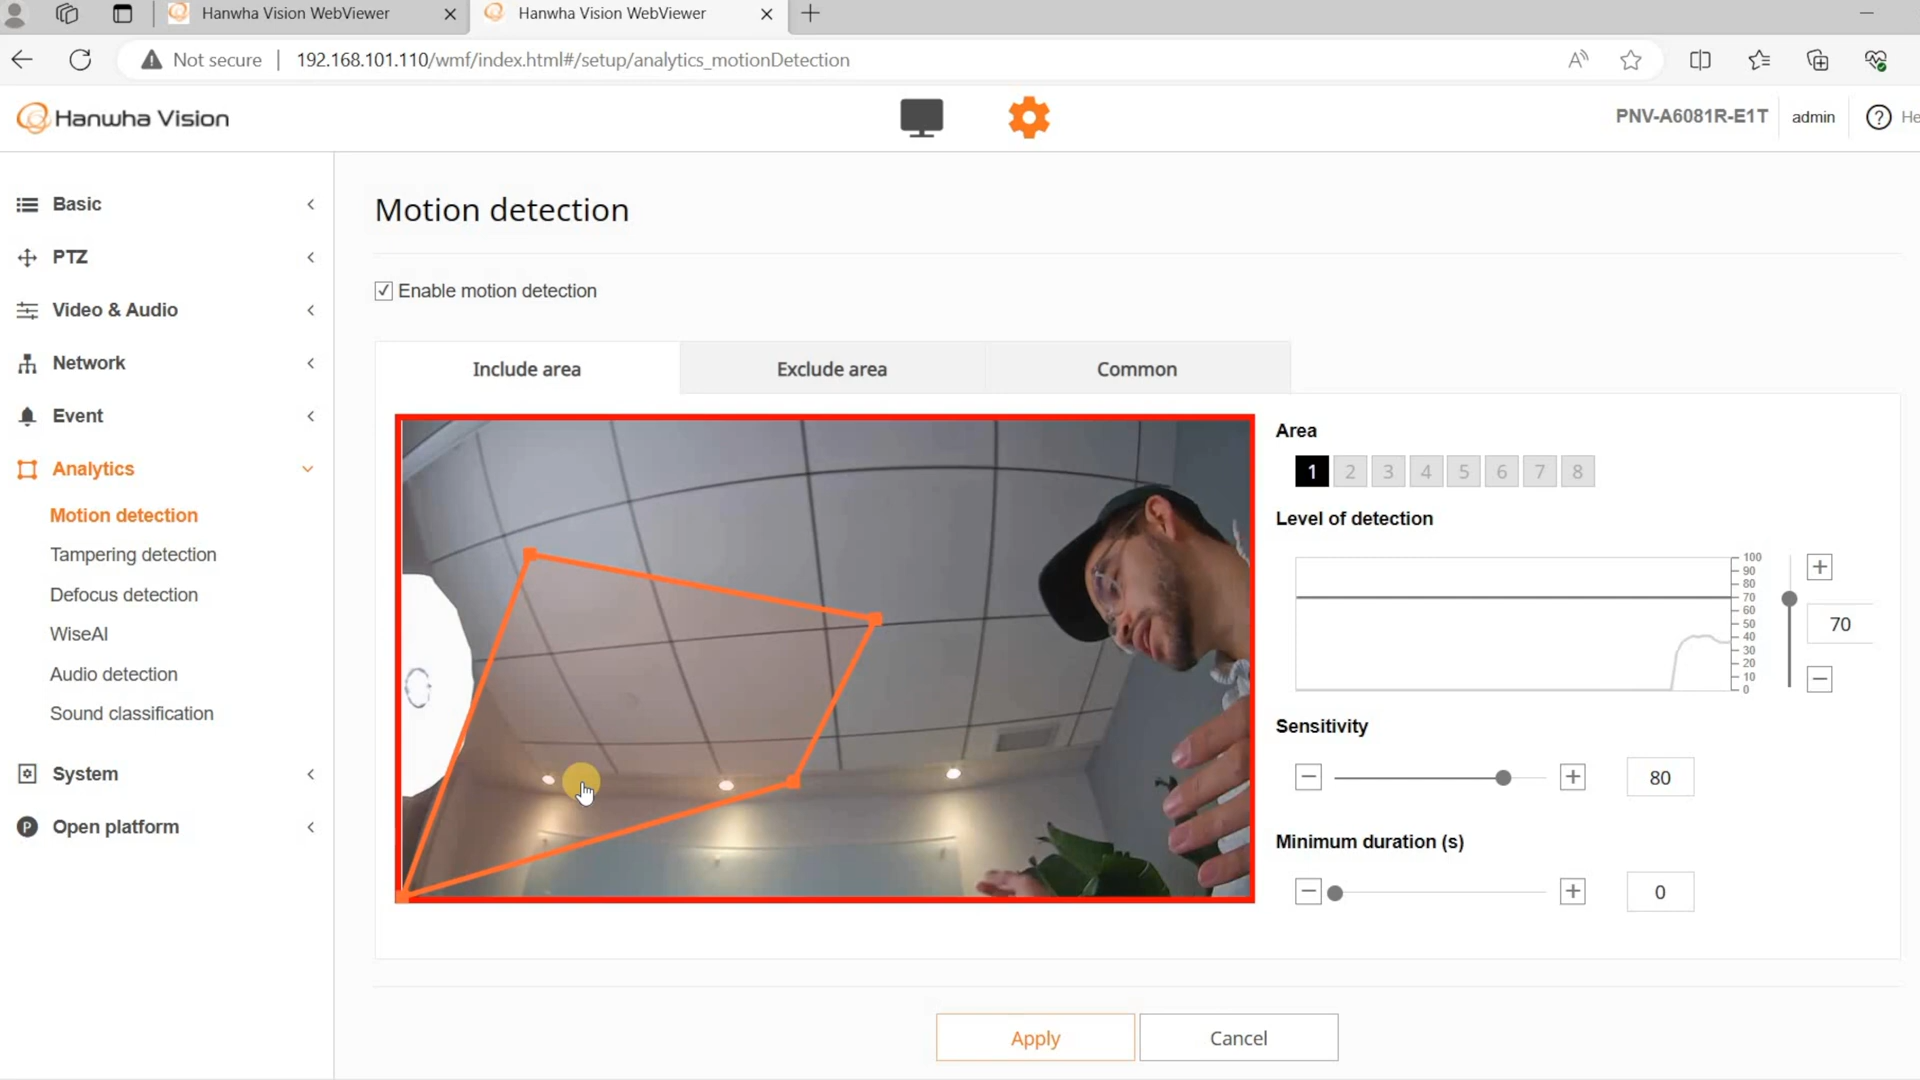 Hanwha Vision WebViewer
Hanwha Vision WebViewer
Not secure
192.168.101.110/wmf/index.html#/setup/analytics_motionDetection
Hanwha Vision
PNV-A6081R-E1T
admin
He
Basic
PTZ
Video & Audio
Network
Event
Analytics
Motion detection
Tampering detection
Defocus detection
WiseAI
Audio detection
Sound classification
System
Open platform
Motion detection
Enable motion detection
Include area
Exclude area
Common
Area
1 2 3 4 5 6 7 8
Level of detection
100
90
80
70
60
50
40
30
20
10
0
70
Sensitivity
80
Minimum duration (s)
0
Apply
Cancel